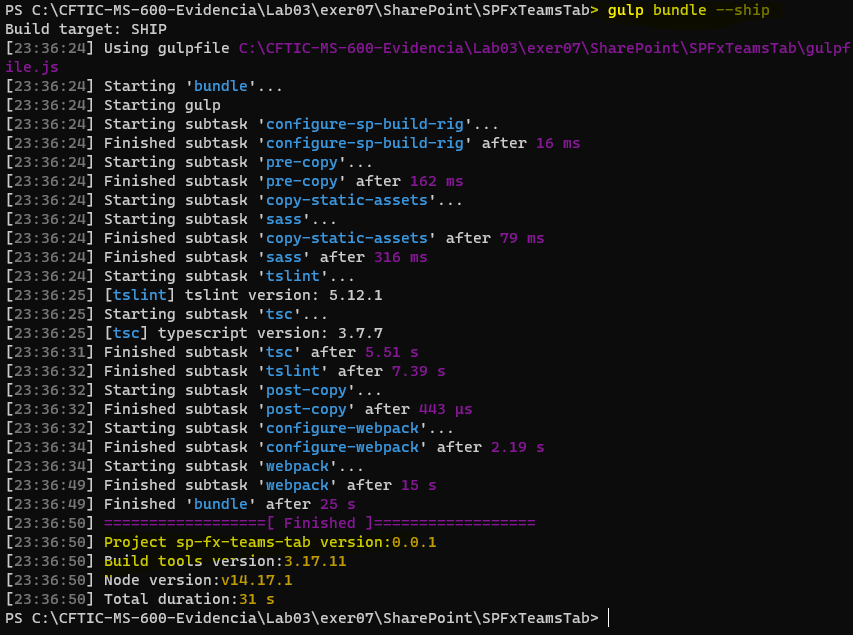 PS C:\CFTIC-MS-600-Evidencia\Lab03\exer07\SharePoint\SPFxTeamsTab> gulp bundle --ship
Build target: SHIP
[23:36:24] Using gulpfile C:\CFTIC-MS-600-Evidencia\Lab03\exer07\SharePoint\SPFxTeamsTab\gulpf
ile.js
[23:36:24] Starting 'bundle'...
[23:36:24] Starting gulp
[23:36:24] Starting subtask 'configure-sp-build-rig'...
[23:36:24] Finished subtask 'configure-sp-build-rig' after 16 ms
[23:36:24] Starting subtask 'pre-copy'...
[23:36:24] Finished subtask 'pre-copy' after 162 ms
[23:36:24] Starting subtask 'copy-static-assets'...
[23:36:24] Starting subtask 'sass'...
[23:36:24] Finished subtask 'copy-static-assets' after 79 ms
[23:36:24] Finished subtask 'sass' after 316 ms
[23:36:24] Starting subtask 'tslint'...
[23:36:25] [tslint] tslint version: 5.12.1
[23:36:25] Starting subtask 'tsc'...
[23:36:25] [tsc] typescript version: 3.7.7
[23:36:31] Finished subtask 'tsc' after 5.51 s
[23:36:32] Finished subtask 'tslint' after 7.39 s
[23:36:32] Starting subtask 'post-copy'...
[23:36:32] Finished subtask 'post-copy' after 443 μs
[23:36:32] Starting subtask 'configure-webpack'...
[23:36:34] Finished subtask 'configure-webpack' after 2.19 s
[23:36:34] Starting subtask 'webpack'...
[23:36:49] Finished subtask 'webpack' after 15 s
[23:36:49] Finished 'bundle' after 25 s
[23:36:50] ==================[ Finished ]==================
[23:36:50] Project sp-fx-teams-tab version:0.0.1
[23:36:50] Build tools version:3.17.11
[23:36:50] Node version:v14.17.1
[23:36:50] Total duration:31 s
PS C:\CFTIC-MS-600-Evidencia\Lab03\exer07\SharePoint\SPFxTeamsTab>